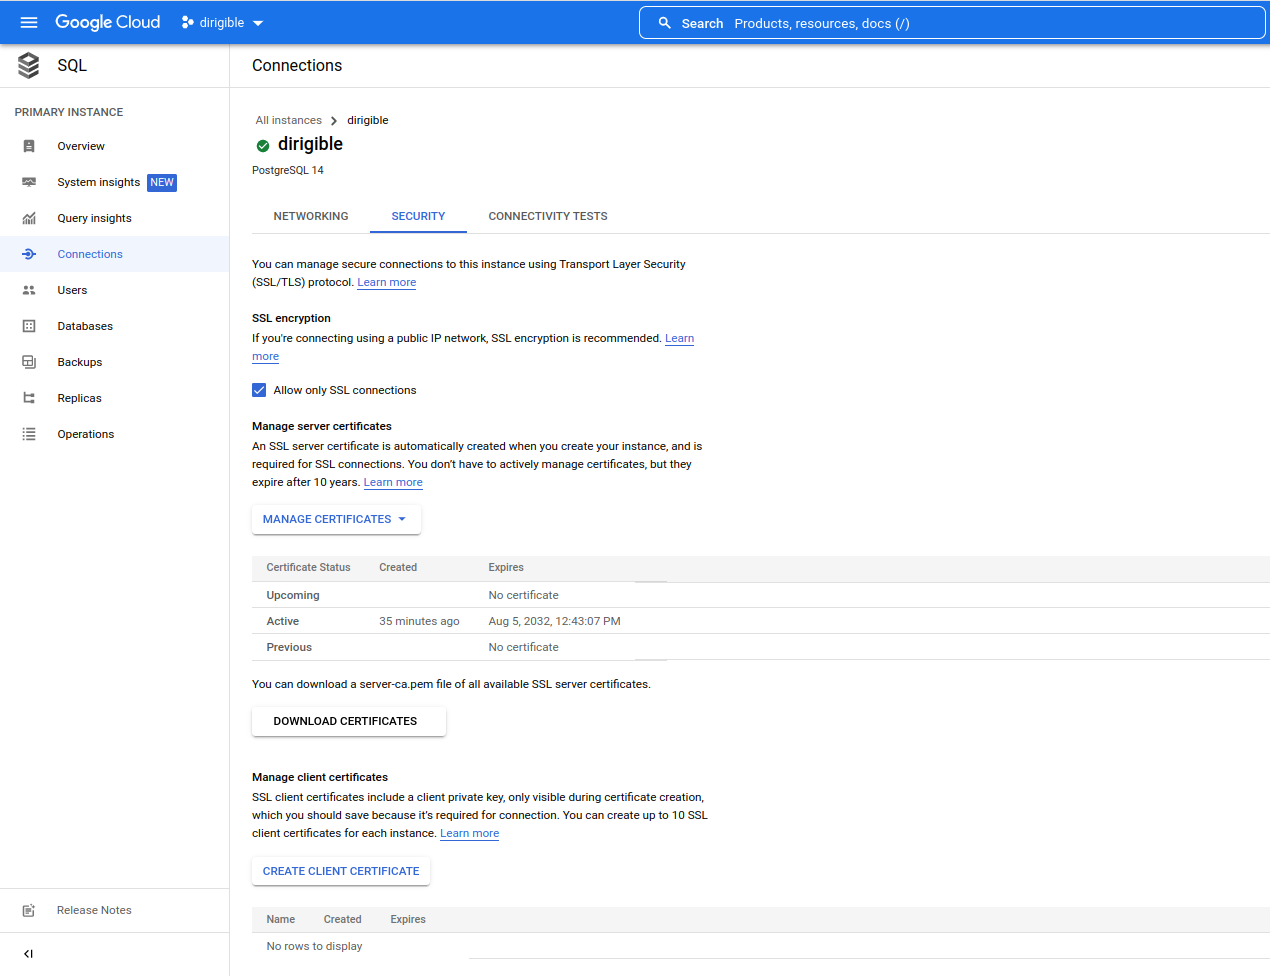 Google Cloud dirigible Search Products, resources, docs (/)
SQL
Connections
PRIMARY INSTANCE
Overview
System insights NEW
Query insights
Connections
Users
Databases
Backups
Replicas
Operations
Release Notes
All instances dirigible
dirigible
PostgreSQL 14
NETWORKING SECURITY CONNECTIVITY TESTS
You can manage secure connections to this instance using Transport Layer Security
(SSL/TLS) protocol. Learn more
SSL encryption
If you're connecting using a public IP network, SSL encryption is recommended. Learn
more
Allow only SSL connections
Manage server certificates
An SSL server certificate is automatically created when you create your instance, and is
required for SSL connections. You don't have to actively manage certificates, but they
expire after 10 years. Learn more
MANAGE CERTIFICATES
Certificate Status Created Expires
Upcoming No certificate
Active 35 minutes ago Aug 5, 2032, 12:43:07 PM
Previous No certificate
You can download a server-ca.pem file of all available SSL server certificates.
DOWNLOAD CERTIFICATES
Manage client certificates
SSL client certificates include a client private key, only visible during certificate creation,
which you should save because it's required for connection. You can create up to 10 SSL
client certificates for each instance. Learn more
CREATE CLIENT CERTIFICATE
Name Created Expires
No rows to display